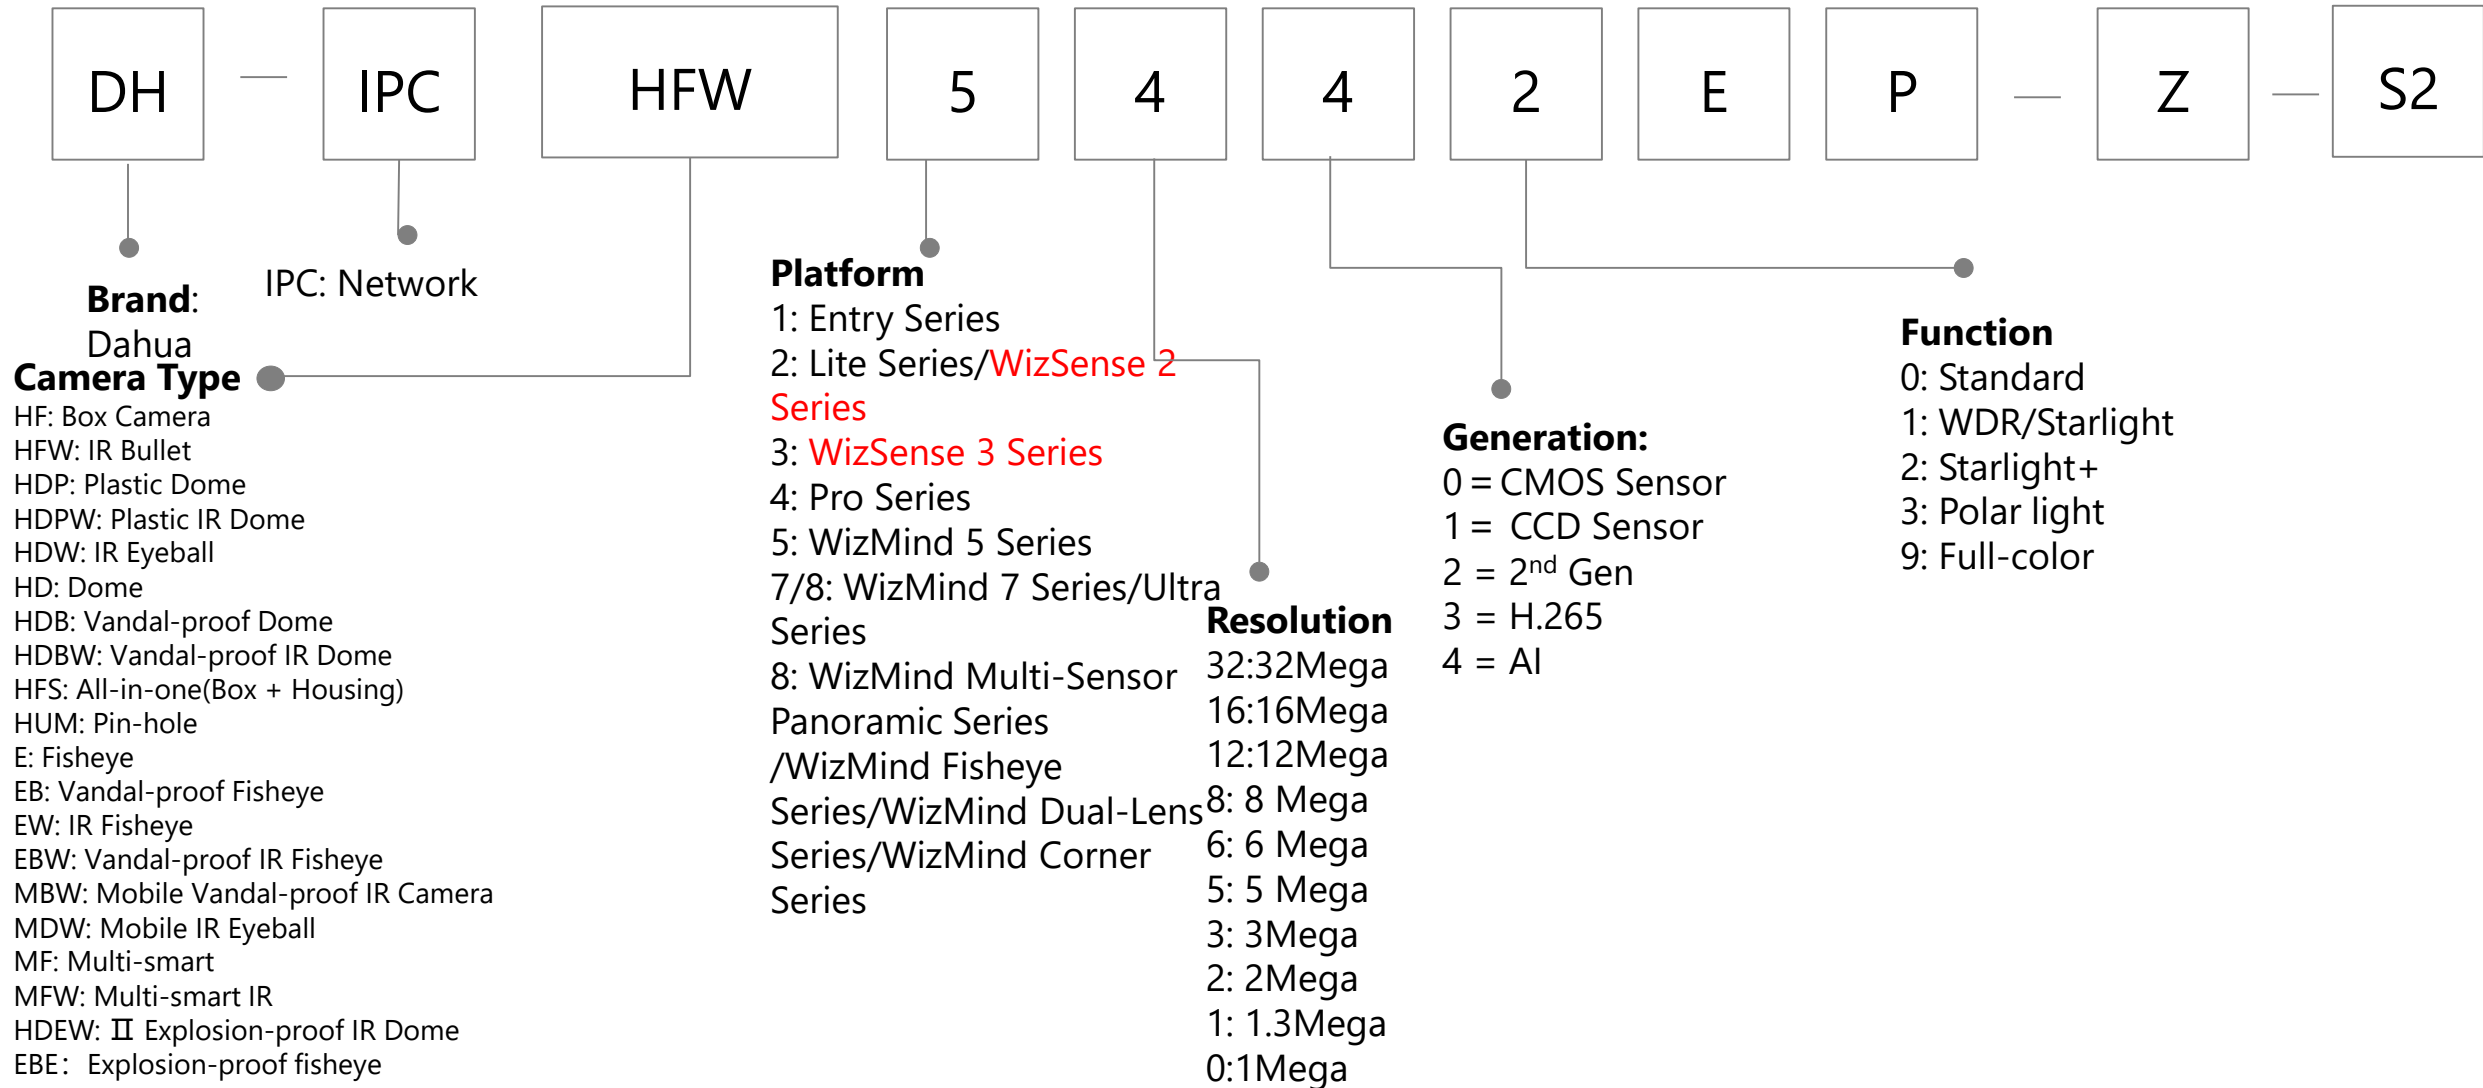 DH — IPC HFW 5 4 4 2 E P — Z — S2
Brand:
Dahua
IPC: Network
Camera Type
HF: Box Camera
HFW: IR Bullet
HDP: Plastic Dome
HDPW: Plastic IR Dome
HDW: IR Eyeball
HD: Dome
HDB: Vandal-proof Dome
HDBW: Vandal-proof IR Dome
HFS: All-in-one(Box + Housing)
HUM: Pin-hole
E: Fisheye
EB: Vandal-proof Fisheye
EW: IR Fisheye
EBW: Vandal-proof IR Fisheye
MBW: Mobile Vandal-proof IR Camera
MDW: Mobile IR Eyeball
MF: Multi-smart
MFW: Multi-smart IR
HDEW: Ⅱ Explosion-proof IR Dome
EBE： Explosion-proof fisheye
Platform
1: Entry Series
2: Lite Series/WizSense 2
Series
3: WizSense 3 Series
4: Pro Series
5: WizMind 5 Series
7/8: WizMind 7 Series/Ultra
Series
8: WizMind Multi-Sensor
Panoramic Series
/WizMind Fisheye
Series/WizMind Dual-Lens
Series/WizMind Corner
Series
Resolution
32:32Mega
16:16Mega
12:12Mega
8: 8 Mega
6: 6 Mega
5: 5 Mega
3: 3Mega
2: 2Mega
1: 1.3Mega
0:1Mega
Generation:
0 = CMOS Sensor
1 = CCD Sensor
2 = 2nd Gen
3 = H.265
4 = AI
Function
0: Standard
1: WDR/Starlight
2: Starlight+
3: Polar light
9: Full-color